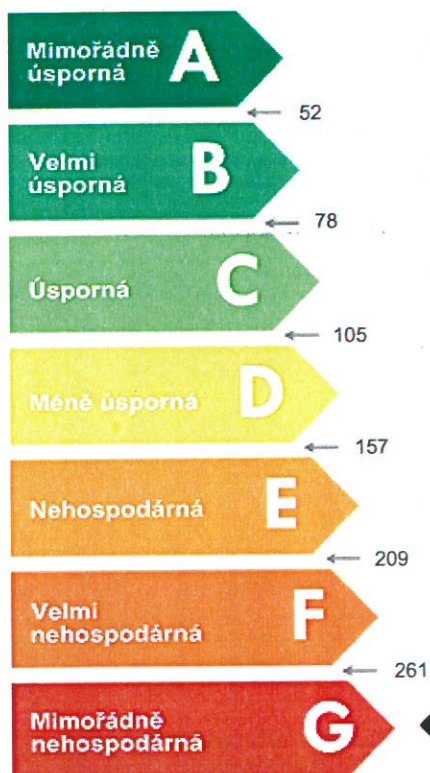 Mimořádně
úsporná
A
52
Velmi
úsporná
B
78
Úsporná
C
105
Méně úsporná
D
157
Nehospodárná
E
209
Velmi
nehospodárná
F
261
Mimořádně
nehospodárná
G